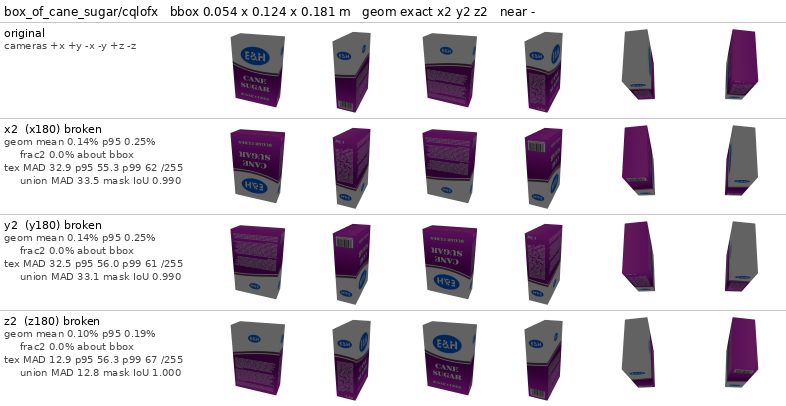 box_of_cane_sugar/cqlofx   bbox 0.054 x 0.124 x 0.181 m   geom exact x2 y2 z2   near -
original
cameras +x +y -x -y +z -z
E&H
CANE
SUGAR
x2  (x180) broken
geom mean 0.14% p95 0.25%
frac2 0.0% about bbox
tex MAD 32.9 p95 55.3 p99 62 /255
union MAD 33.5 mask IoU 0.990
CANE
SUGAR
E&H
y2  (y180) broken
geom mean 0.14% p95 0.25%
frac2 0.0% about bbox
tex MAD 32.5 p95 56.0 p99 61 /255
union MAD 33.1 mask IoU 0.990
CANE
SUGAR
E&H
z2  (z180) broken
geom mean 0.10% p95 0.19%
frac2 0.0% about bbox
tex MAD 12.9 p95 56.3 p99 67 /255
union MAD 12.8 mask IoU 1.000
E&H
CANE
SUGAR